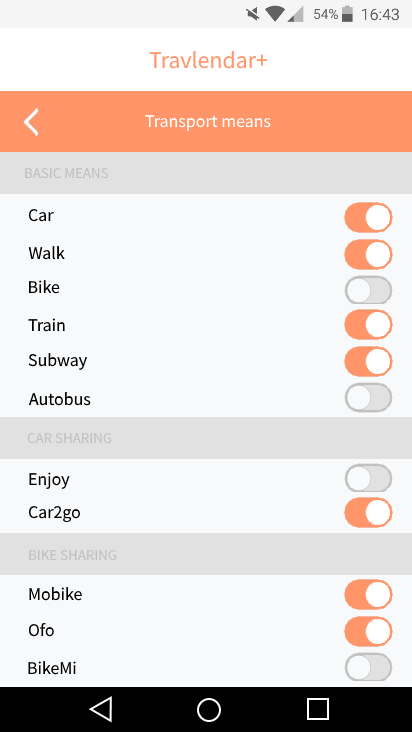 54% 16:43
Travlendar+
Transport means
BASIC MEANS
Car
Walk
Bike
Train
Subway
Autobus
CAR SHARING
Enjoy
Car2go
BIKE SHARING
Mobike
Ofo
BikeMi